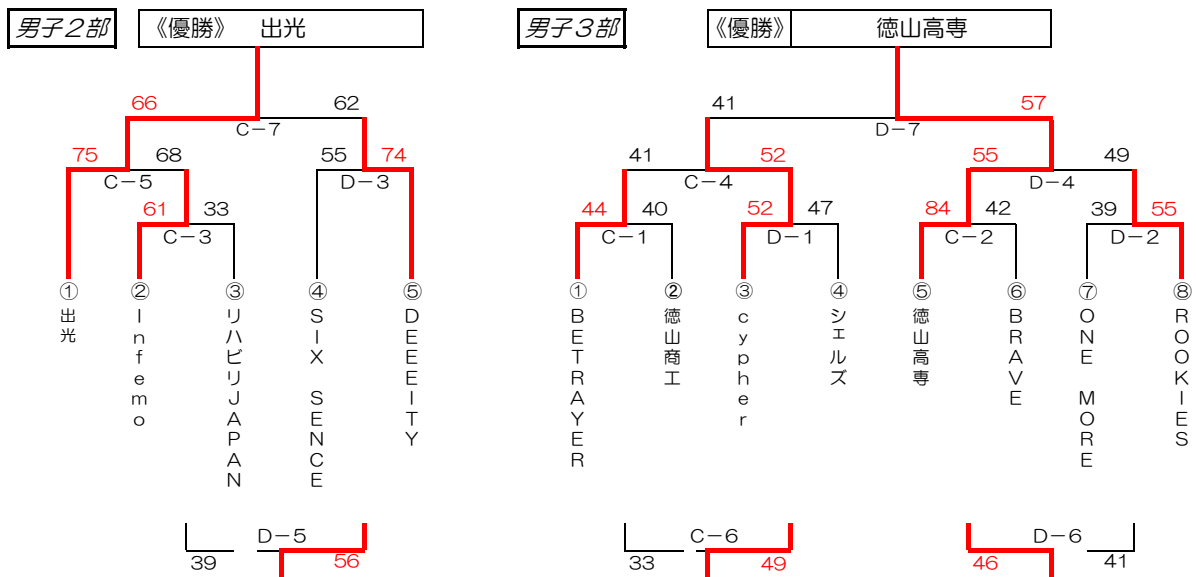 男子２部
《優勝》 出光
66
62
C－7
75
68
55
74
C－5
D－3
61
33
C－3
①
②
③
④
⑤
出光
Infemo
リハビリJAPAN
SIX SENCE
DEEEITY
D－5
39
56
男子３部
《優勝》 徳山高専
41
57
D－7
41
52
55
49
C－4
D－4
44
40
52
47
84
42
39
55
C－1
D－1
C－2
D－2
①
②
③
④
⑤
⑥
⑦
⑧
BETRAYER
徳山商工
cypher
シェルズ
徳山高専
BRAVE
ONE MORE
ROOKIES
C－6
D－6
33
49
46
41